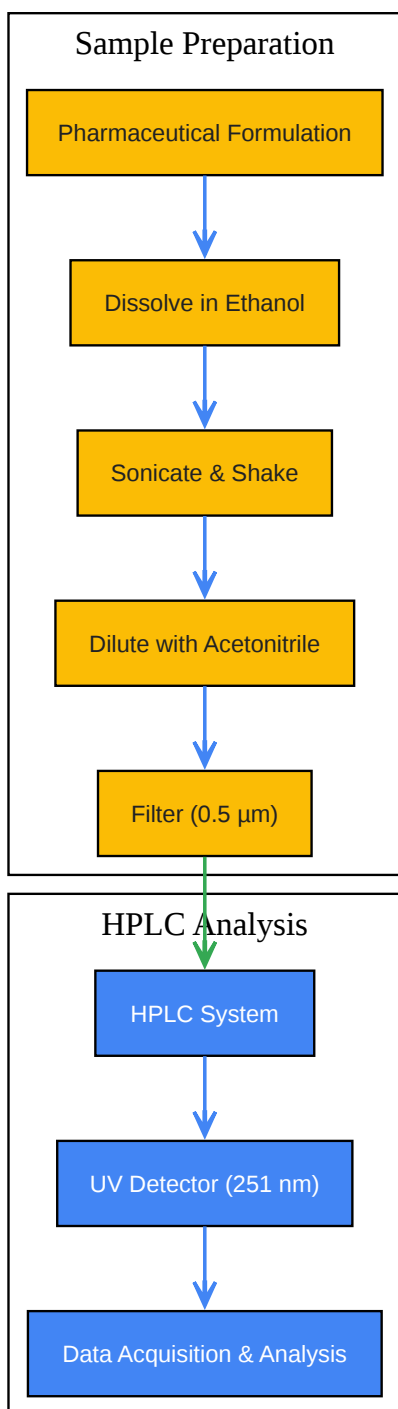 Sample Preparation
Pharmaceutical Formulation
Dissolve in Ethanol
Sonicate & Shake
Dilute with Acetonitrile
Filter (0.5 µm)
HPLC Analysis
HPLC System
UV Detector (251 nm)
Data Acquisition & Analysis